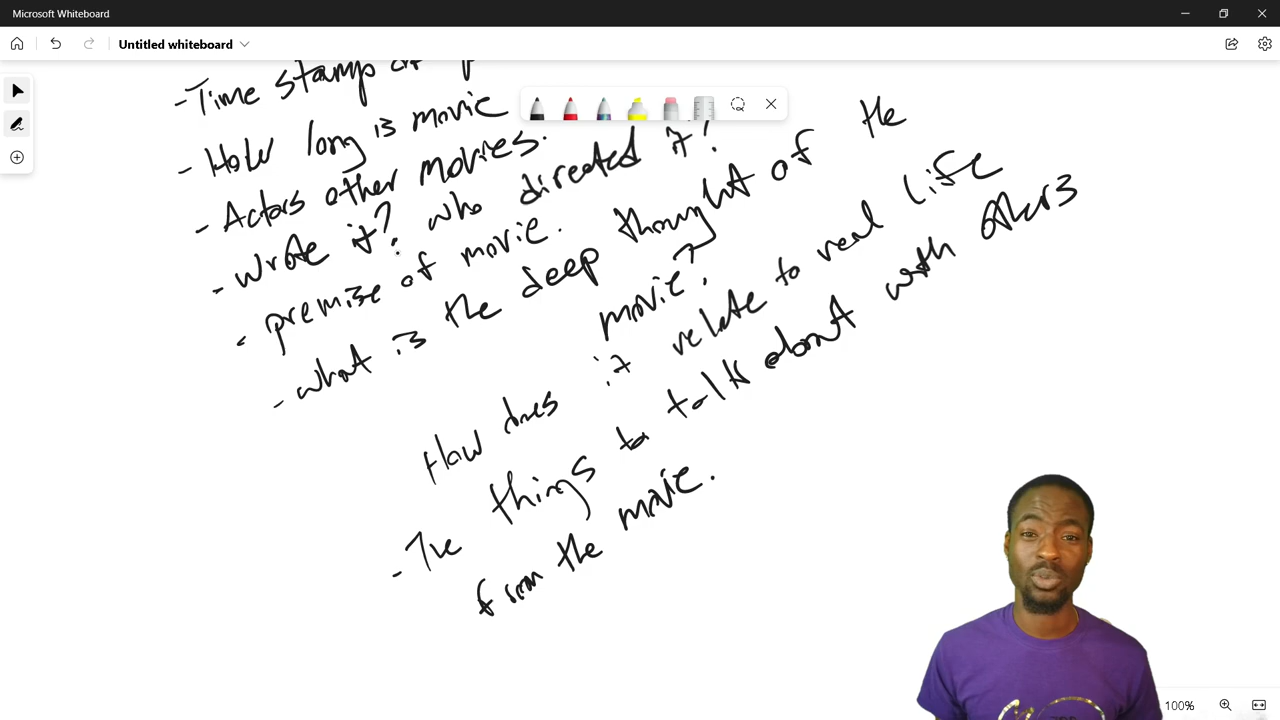 Microsoft Whiteboard
Untitled whiteboard
- Time stamp
- How long is movie
- Actors other movies.
- wrote it? who directed it?
- premise of movie.
- what is the deep thought of the
movie?
How does it relate to real life
- The things to talk about with others
from the movie.
100%